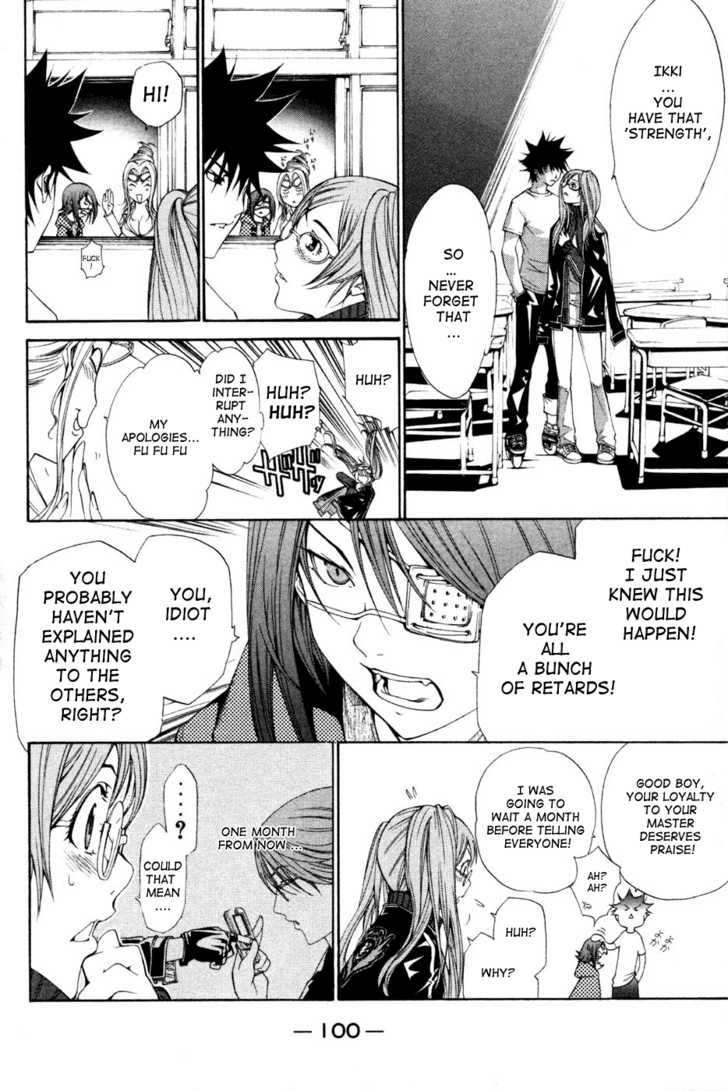 IKKI
...
YOU
HAVE THAT
'STRENGTH',
SO
...
NEVER
FORGET
THAT
...
HI!
FUCK
!
HUH?
HUH?
HUH?
DID I
INTER-
RUPT ANY-
THING?
MY
APOLOGIES...
FU FU FU
FUCK!
I JUST
KNEW THIS
WOULD
HAPPEN!
YOU'RE
ALL
A BUNCH
OF RETARDS!
YOU,
IDIOT
....
YOU
PROBABLY
HAVEN'T
EXPLAINED
ANYTHING
TO THE
OTHERS,
RIGHT?
GOOD BOY,
YOUR LOYALTY
TO YOUR
MASTER
DESERVES
PRAISE!
AH?
AH?
よか
よか
I WAS
GOING TO
WAIT A MONTH
BEFORE TELLING
EVERYONE!
HUH?
WHY?
ONE MONTH
FROM NOW ...
....?
COULD
THAT
MEAN
....
— 100 —